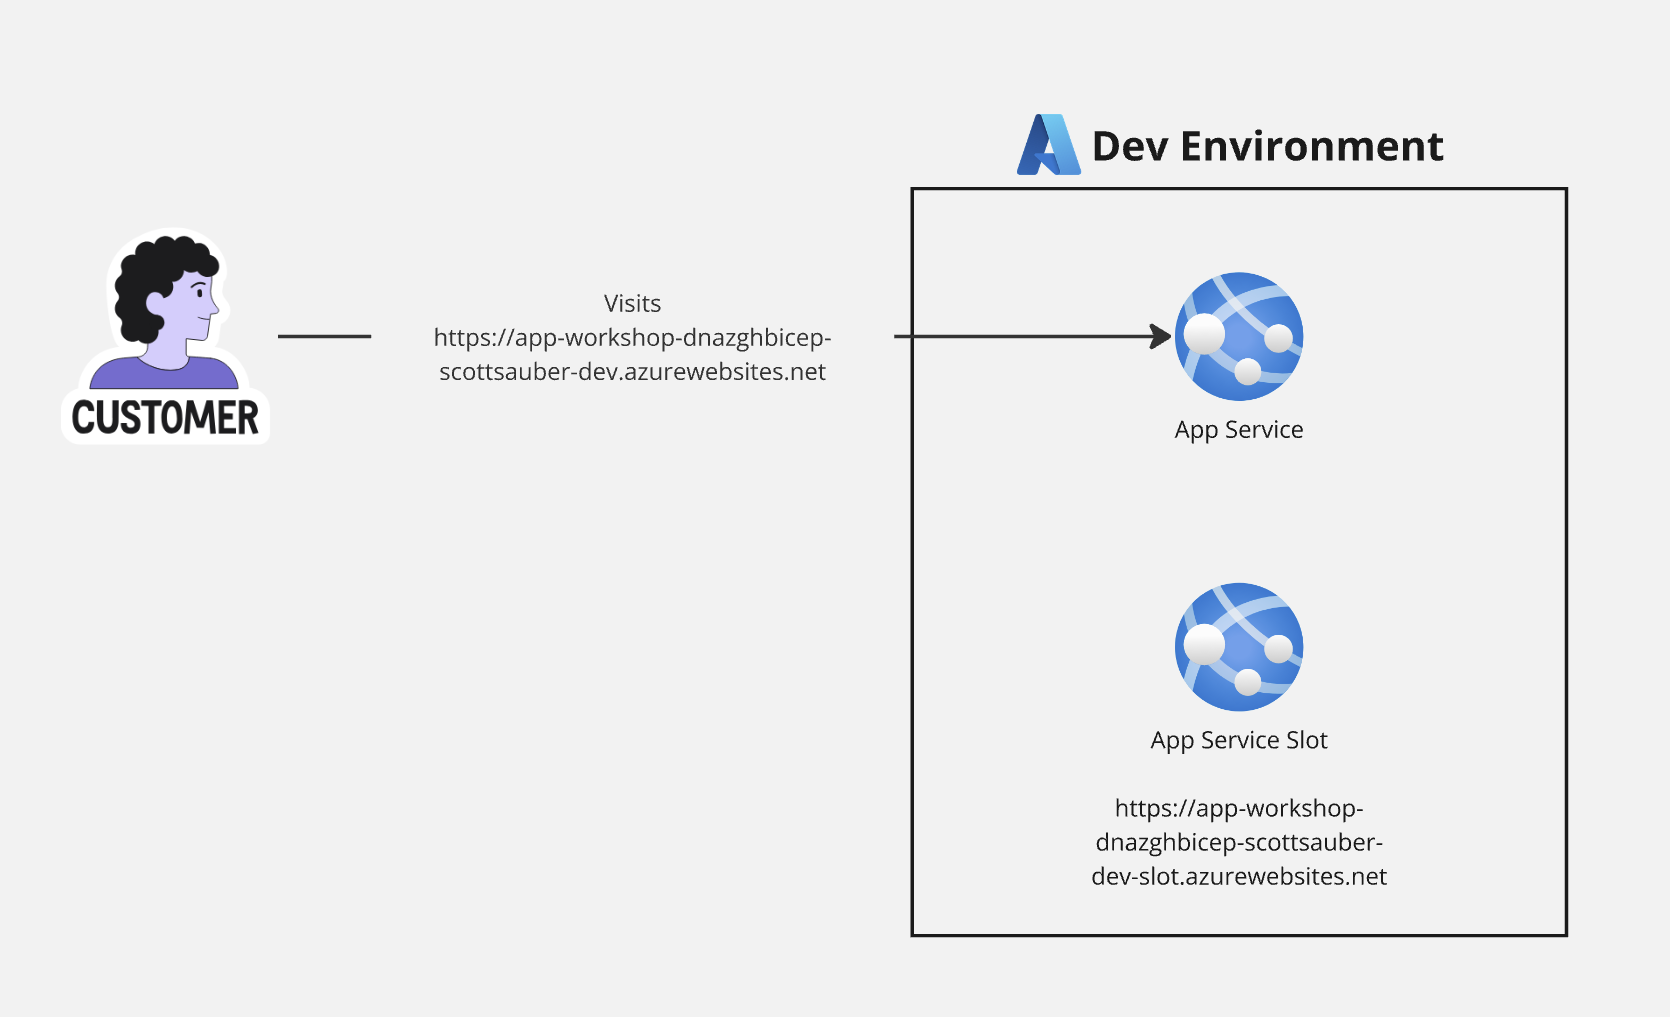 Dev Environment
CUSTOMER
Visits
https://app-workshop-dnazghbicep-
scottsauber-dev.azurewebsites.net
App Service
App Service Slot
https://app-workshop-
dnazghbicep-scottsauber-
dev-slot.azurewebsites.net